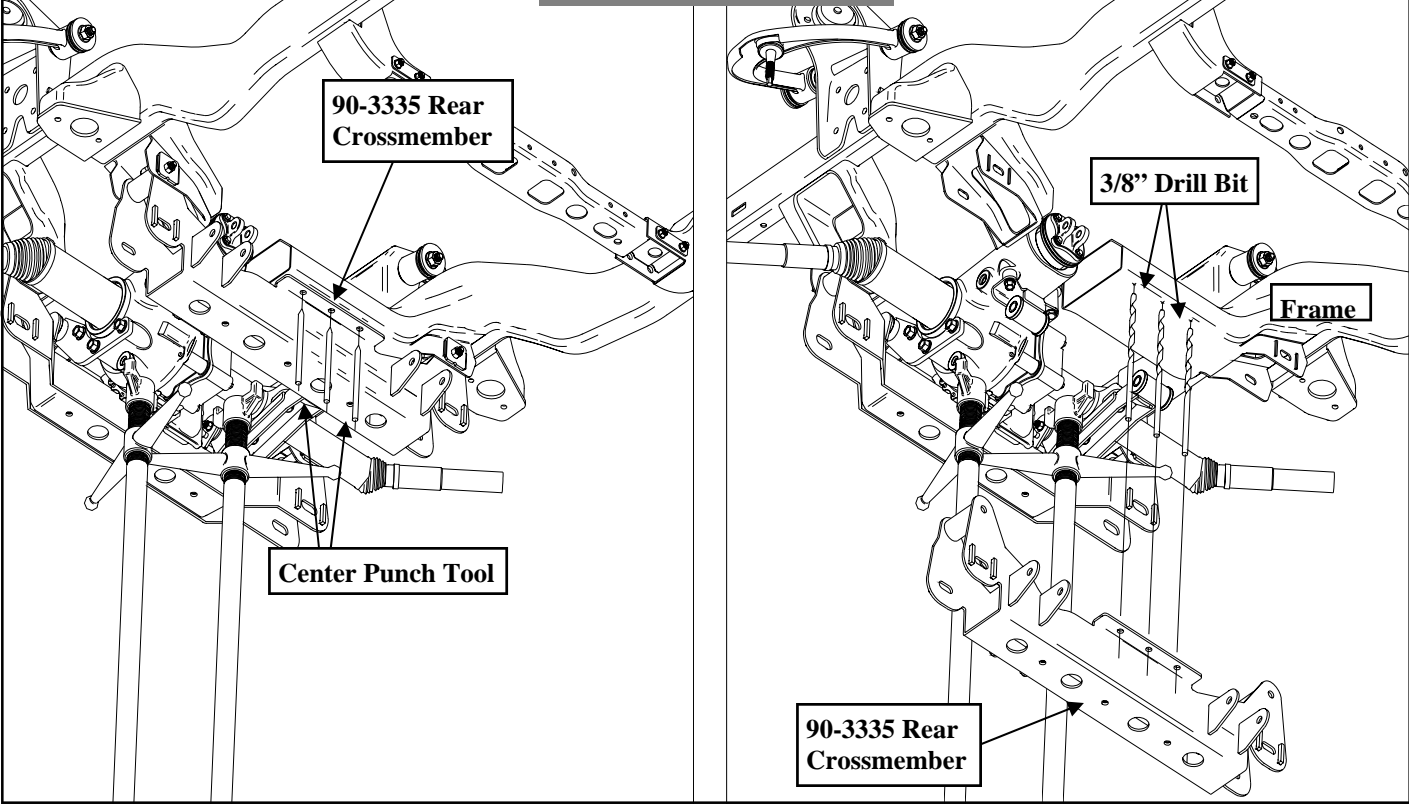 90-3335 Rear
Crossmember
Center Punch Tool
3/8” Drill Bit
Frame
90-3335 Rear
Crossmember